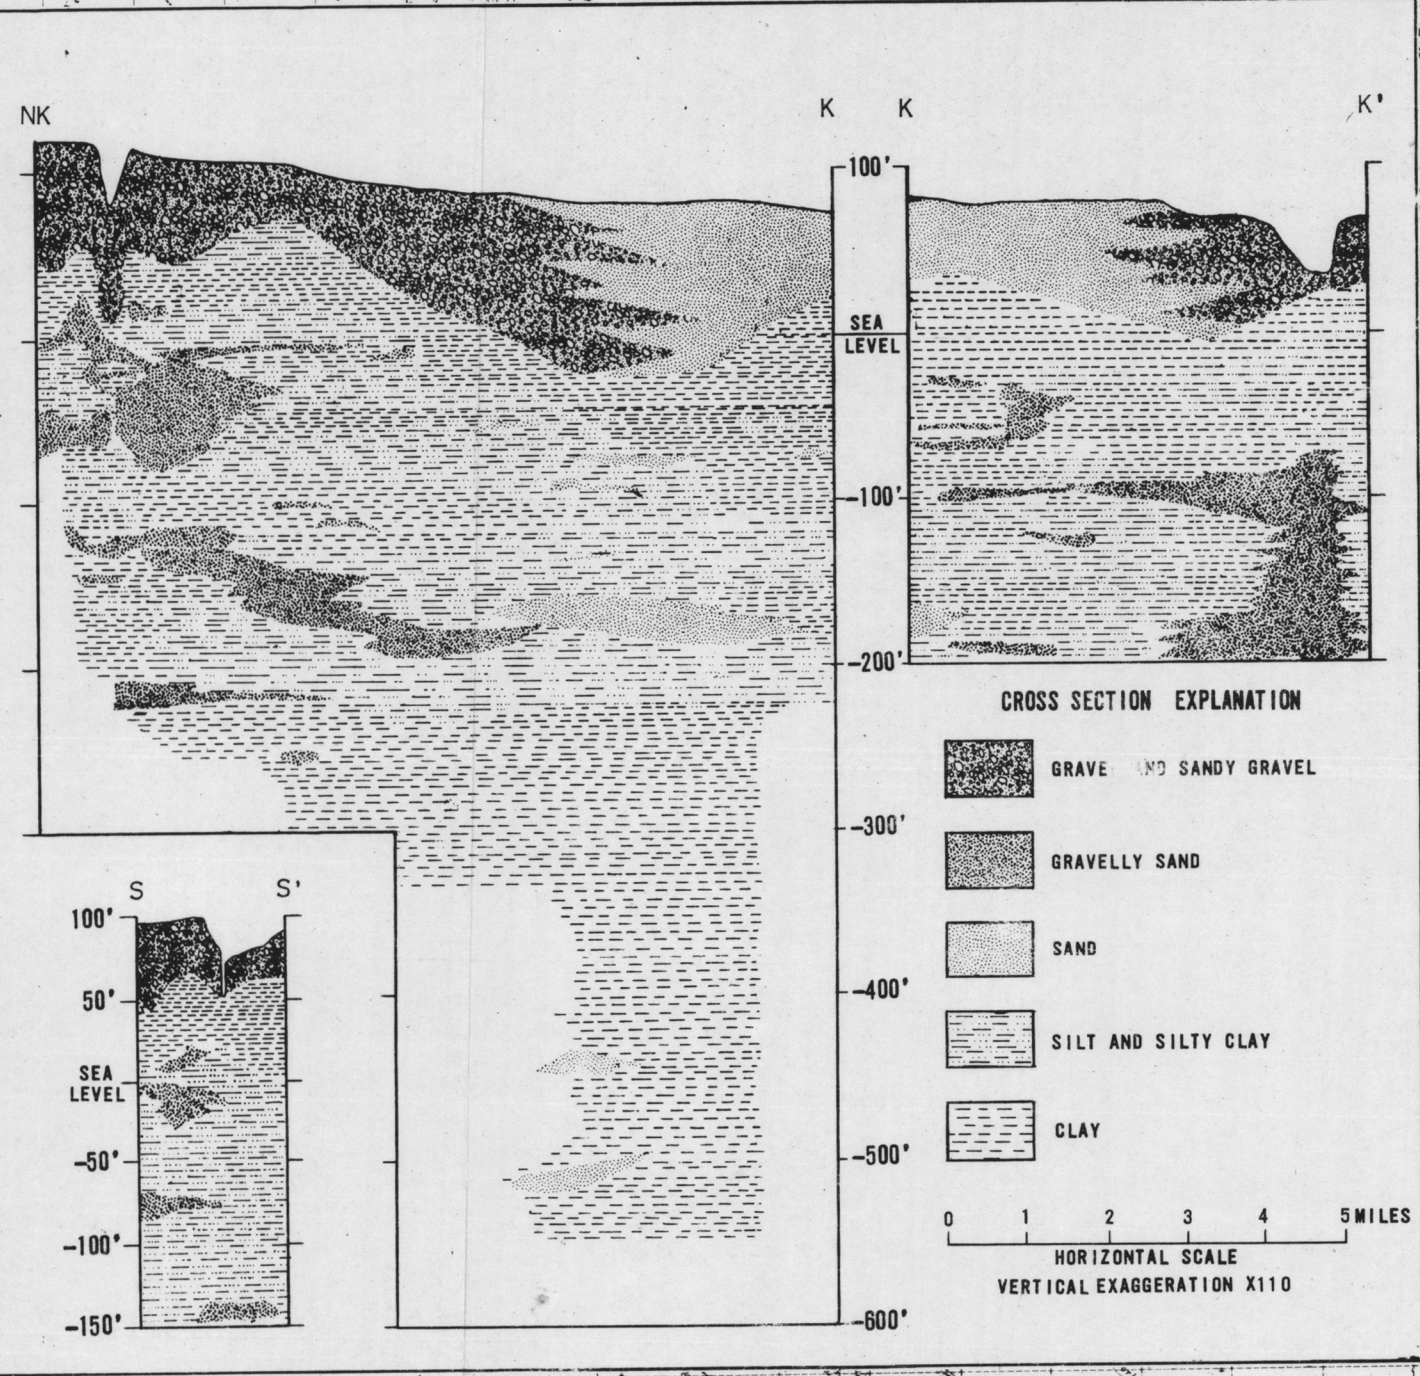 NK
K
K
K'
100'
SEA
LEVEL
-100'
-200'
-300'
-400'
-500'
-600'
S
S'
100'
50'
SEA
LEVEL
-50'
-100'
-150'
CROSS SECTION EXPLANATION
GRAVE ND SANDY GRAVEL
GRAVELLY SAND
SAND
SILT AND SILTY CLAY
CLAY
0 1 2 3 4 5 MILES
HORIZONTAL SCALE
VERTICAL EXAGGERATION X110